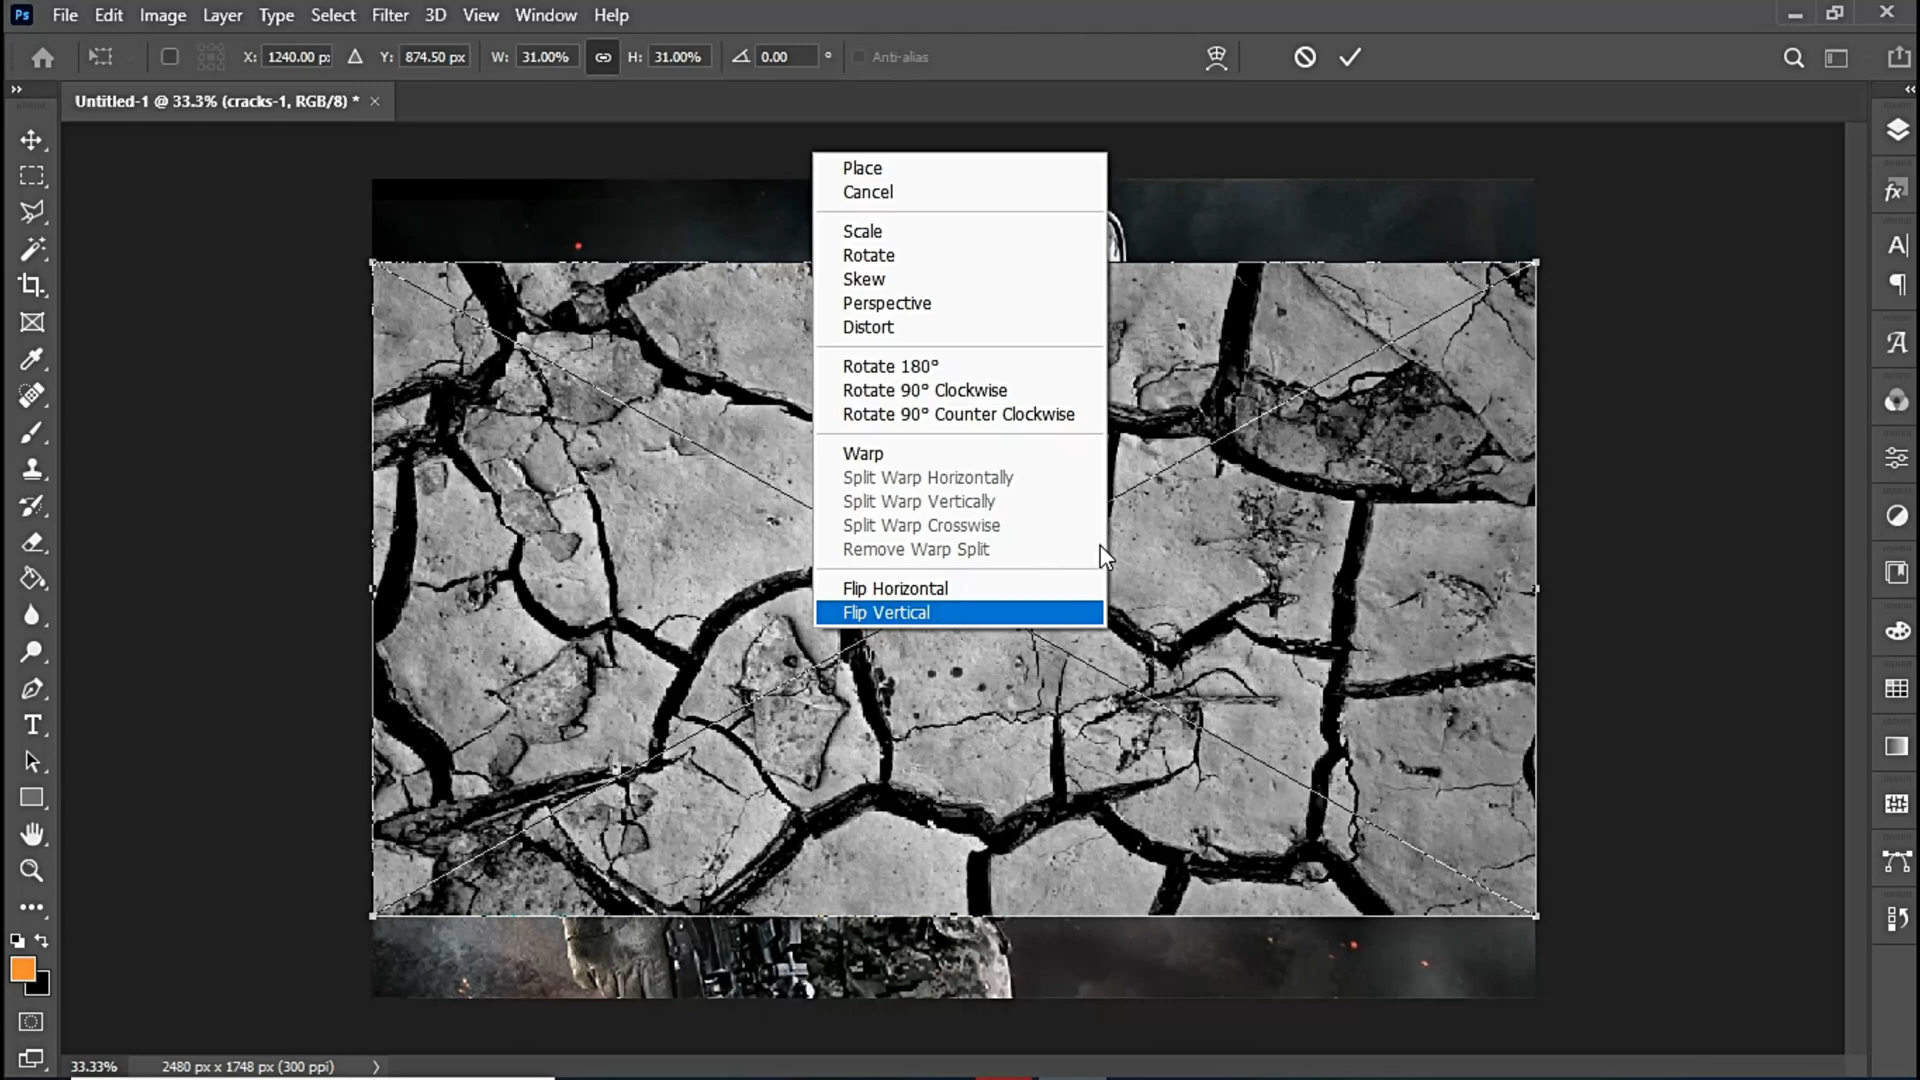 Ps File Edit Image Layer Type Select Filter 3D View Window Help
X: 1240.00 p: Y: 874.50 px W: 31.00% H: 31.00% 0.00 ° Anti-alias
Untitled-1 @ 33.3% (cracks-1, RGB/8) * ×
Place
Cancel
Scale
Rotate
Skew
Perspective
Distort
Rotate 180°
Rotate 90° Clockwise
Rotate 90° Counter Clockwise
Warp
Split Warp Horizontally
Split Warp Vertically
Split Warp Crosswise
Remove Warp Split
Flip Horizontal
Flip Vertical
33.33% 2480 px x 1748 px (300 ppi)